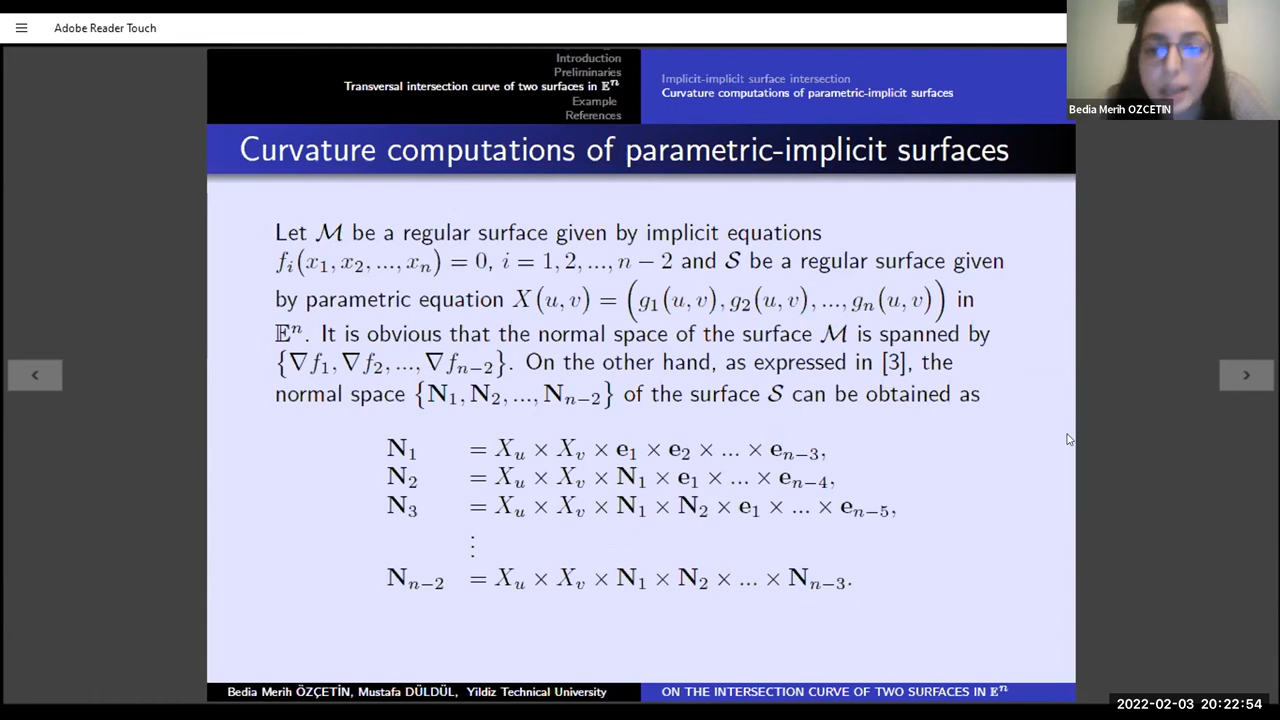 Adobe Reader Touch
Introduction
Preliminaries
Transversal intersection curve of two surfaces in 𝔼ⁿ
Example
References
Implicit-implicit surface intersection
Curvature computations of parametric-implicit surfaces
Bedia Merih OZCETIN
Curvature computations of parametric-implicit surfaces
Let ℳ be a regular surface given by implicit equations
fᵢ(x₁, x₂, ..., xₙ) = 0, i = 1, 2, ..., n − 2 and 𝒮 be a regular surface given
by parametric equation X(u, v) = (g₁(u, v), g₂(u, v), ..., gₙ(u, v)) in
𝔼ⁿ. It is obvious that the normal space of the surface ℳ is spanned by
{∇f₁, ∇f₂, ..., ∇fₙ₋₂}. On the other hand, as expressed in [3], the
normal space {N₁, N₂, ..., Nₙ₋₂} of the surface 𝒮 can be obtained as
N₁ = Xᵤ × Xᵥ × e₁ × e₂ × ... × eₙ₋₃,
N₂ = Xᵤ × Xᵥ × N₁ × e₁ × ... × eₙ₋₄,
N₃ = Xᵤ × Xᵥ × N₁ × N₂ × e₁ × ... × eₙ₋₅,
⋮
Nₙ₋₂ = Xᵤ × Xᵥ × N₁ × N₂ × ... × Nₙ₋₃.
Bedia Merih ÖZÇETİN, Mustafa DÜLDÜL, Yildiz Technical University
ON THE INTERSECTION CURVE OF TWO SURFACES IN 𝔼ⁿ
2022-02-03 20:22:54